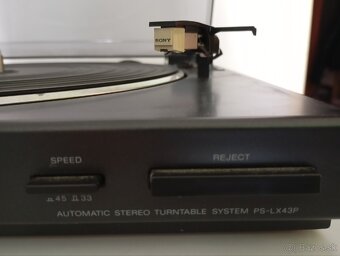 SONY
SPEED
REJECT
45 33
AUTOMATIC STEREO TURNTABLE SYSTEM PS-LX43P